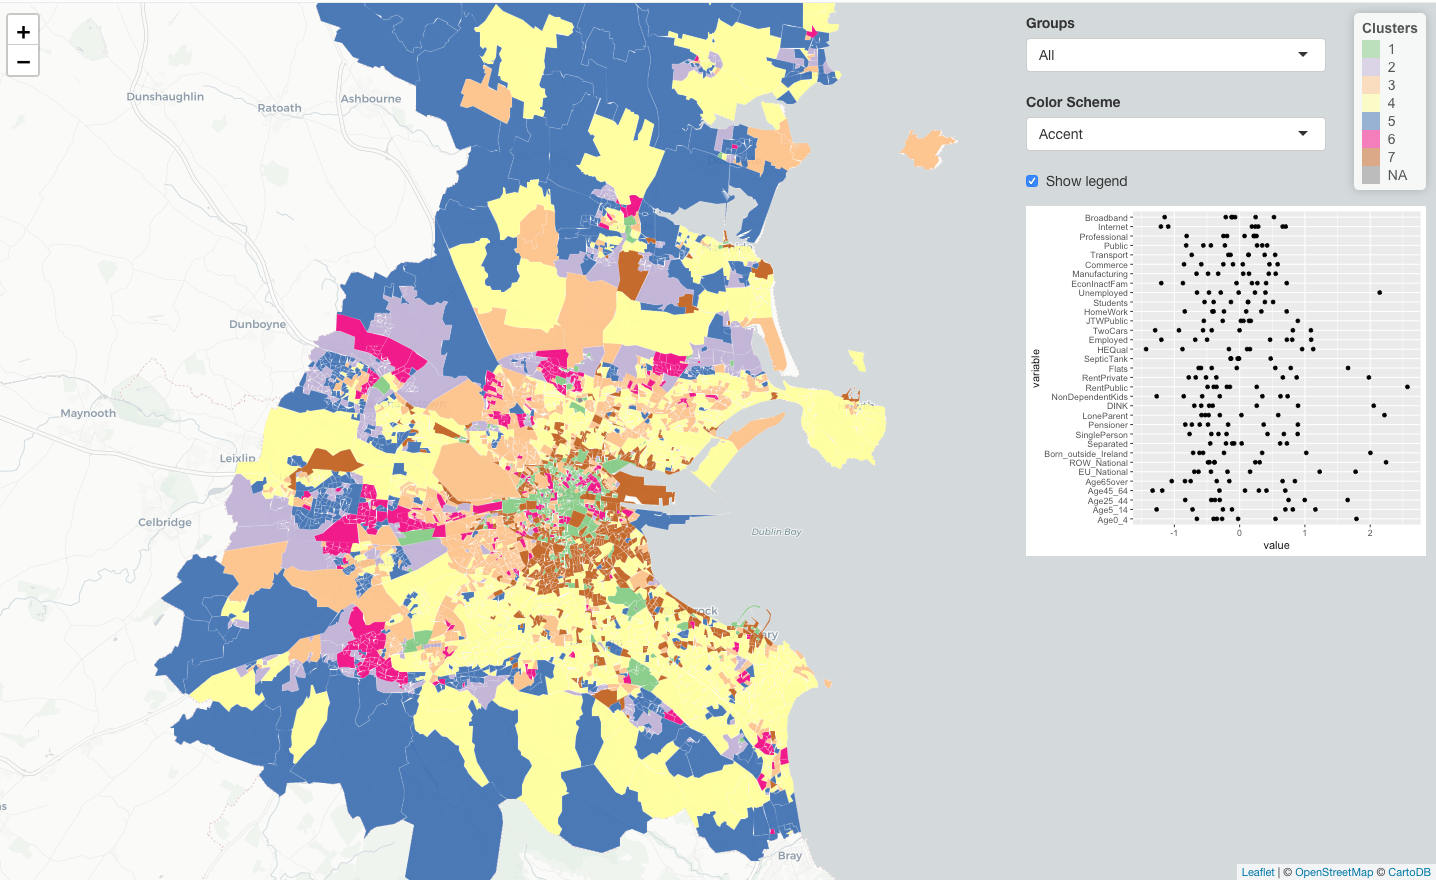 +
−
Dunshaughlin
Ratoath
Ashbourne
Dunboyne
Maynooth
Leixlip
Celbridge
Dublin Bay
Bray
Groups
All
Color Scheme
Accent
Show legend
Clusters
1
2
3
4
5
6
7
NA
variable
Broadband
Internet
Professional
Public
Transport
Commerce
Manufacturing
EconInactFam
Unemployed
Students
HomeWork
JTWPublic
TwoCars
Employed
HEQual
SepticTank
Flats
RentPrivate
RentPublic
NonDependentKids
DINK
LoneParent
Pensioner
SinglePerson
Separated
Born_outside_Ireland
ROW_National
EU_National
Age65over
Age45_64
Age25_44
Age5_14
Age0_4
-1 0 1 2
value
Leaflet | © OpenStreetMap © CartoDB